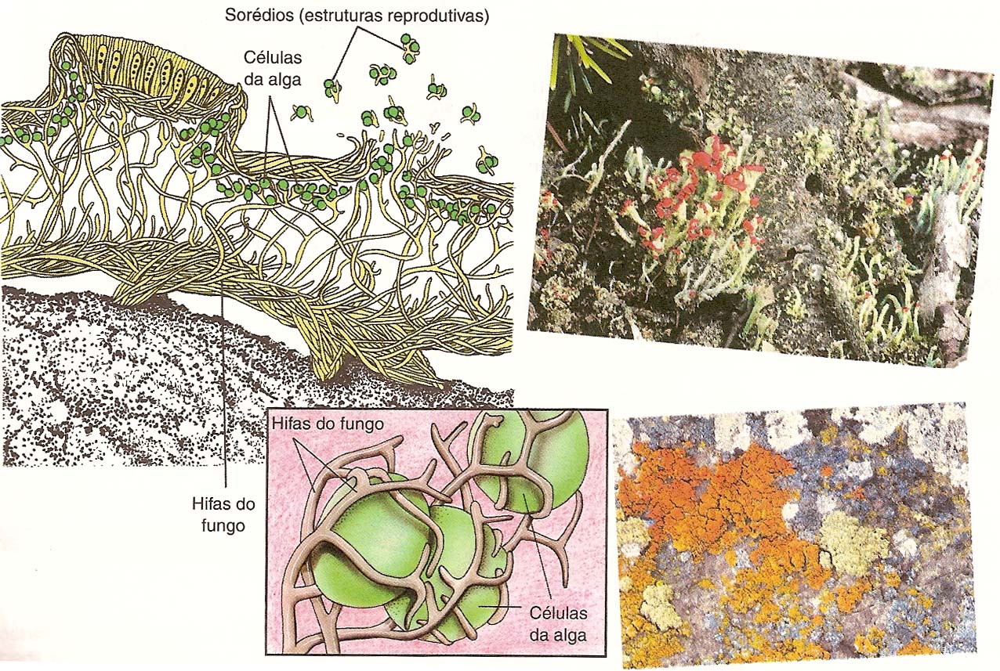 Sorédios (estruturas reprodutivas)
Células
da alga
Hifas do fungo
Hifas do
fungo
Células
da alga